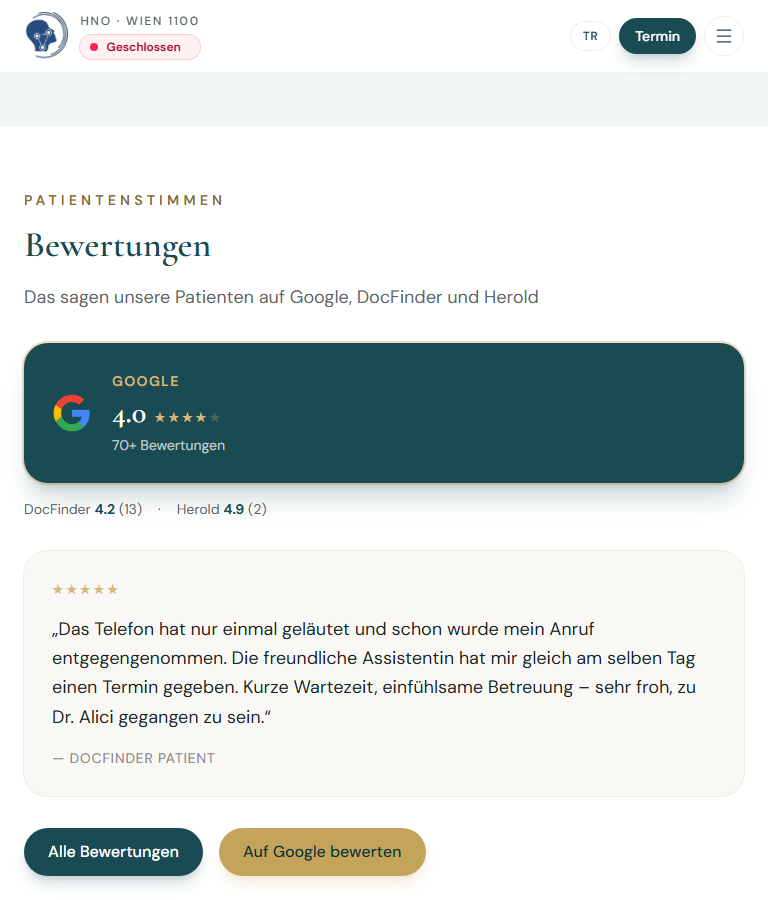 HNO · WIEN 1100
Geschlossen
TR
Termin
PATIENTENSTIMMEN
Bewertungen
Das sagen unsere Patienten auf Google, DocFinder und Herold
GOOGLE
4.0 ★★★★★
70+ Bewertungen
DocFinder 4.2 (13) · Herold 4.9 (2)
★★★★★
„Das Telefon hat nur einmal geläutet und schon wurde mein Anruf
entgegengenommen. Die freundliche Assistentin hat mir gleich am selben Tag
einen Termin gegeben. Kurze Wartezeit, einfühlsame Betreuung – sehr froh, zu
Dr. Alici gegangen zu sein.“
— DOCFINDER PATIENT
Alle Bewertungen
Auf Google bewerten